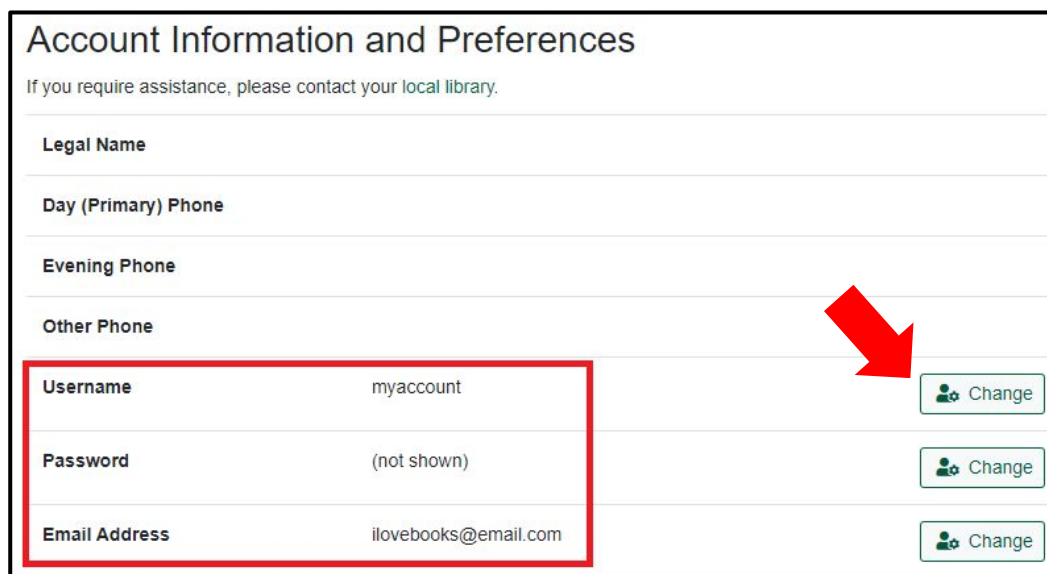 Account Information and Preferences
If you require assistance, please contact your local library.
Legal Name
Day (Primary) Phone
Evening Phone
Other Phone
Username myaccount Change
Password (not shown) Change
Email Address ilovebooks@email.com Change